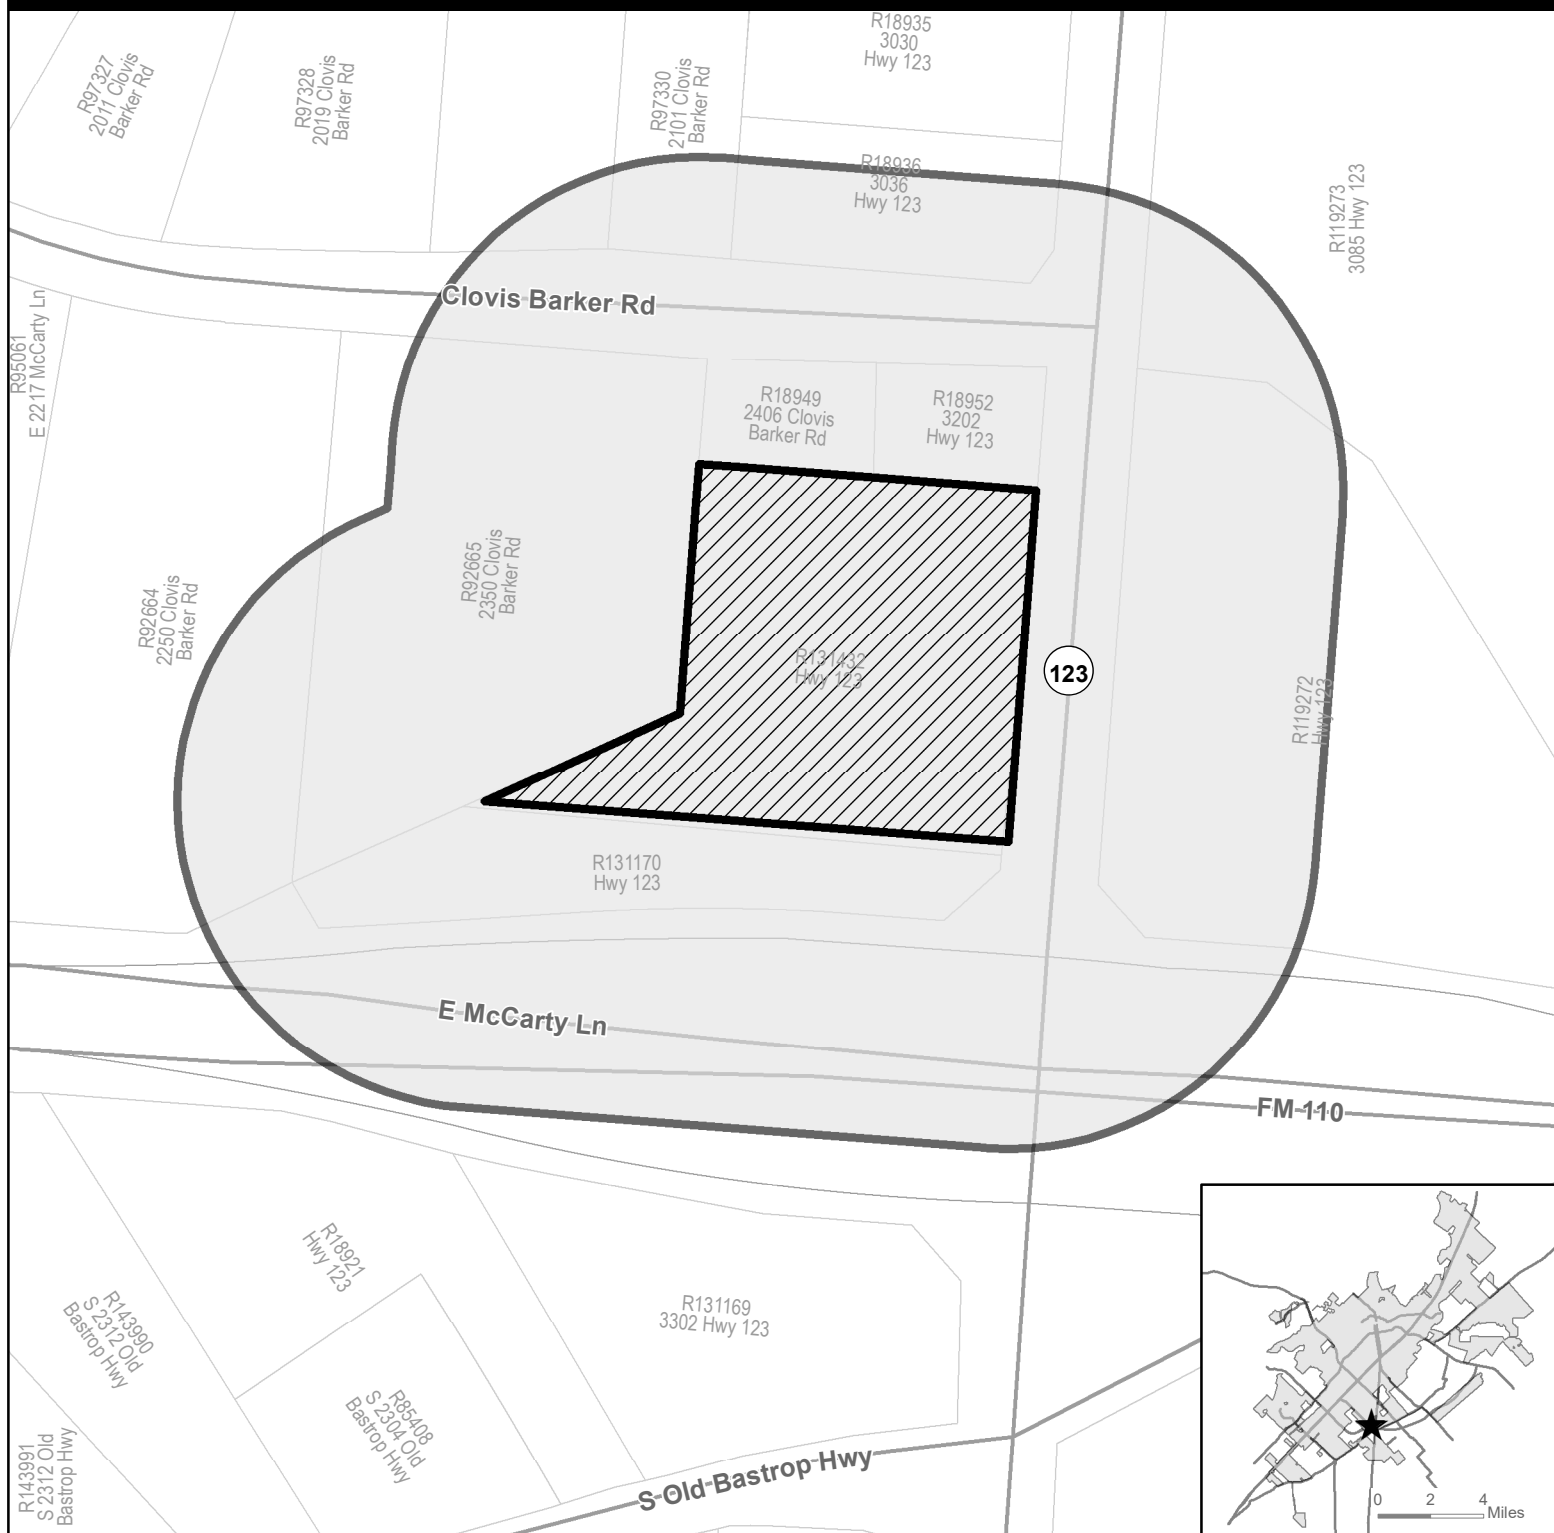 R18935
3030
Hwy 123
R97327
2011 Clovis
Barker Rd
R97328
2019 Clovis
Barker Rd
R97330
2101 Clovis
Barker Rd
R18936
3036
Hwy 123
R119273
3085 Hwy 123
Clovis Barker Rd
R95061
E 2217 McCarty Ln
R18949
2406 Clovis
Barker Rd
R18952
3202
Hwy 123
R92665
2350 Clovis
Barker Rd
R92664
2250 Clovis
Barker Rd
R131432
Hwy 123
123
R119272
Hwy 123
R131170
Hwy 123
E McCarty Ln
FM 110
R18921
Hwy 123
R143990
S 2312 Old
Bastrop Hwy
R131169
3302 Hwy 123
R85408
S 2304 Old
Bastrop Hwy
R143991
S 2312 Old
Bastrop Hwy
S Old Bastrop Hwy
0 2 4
Miles